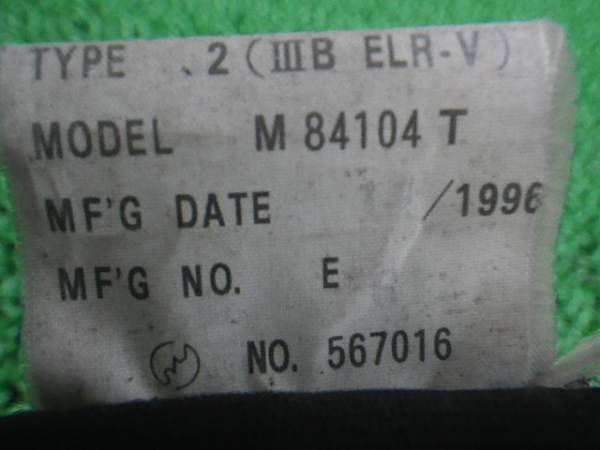 TYPE .2 (IIIB ELR-V)
MODEL M 84104 T
MF'G DATE /1996
MF'G NO. E
NO. 567016